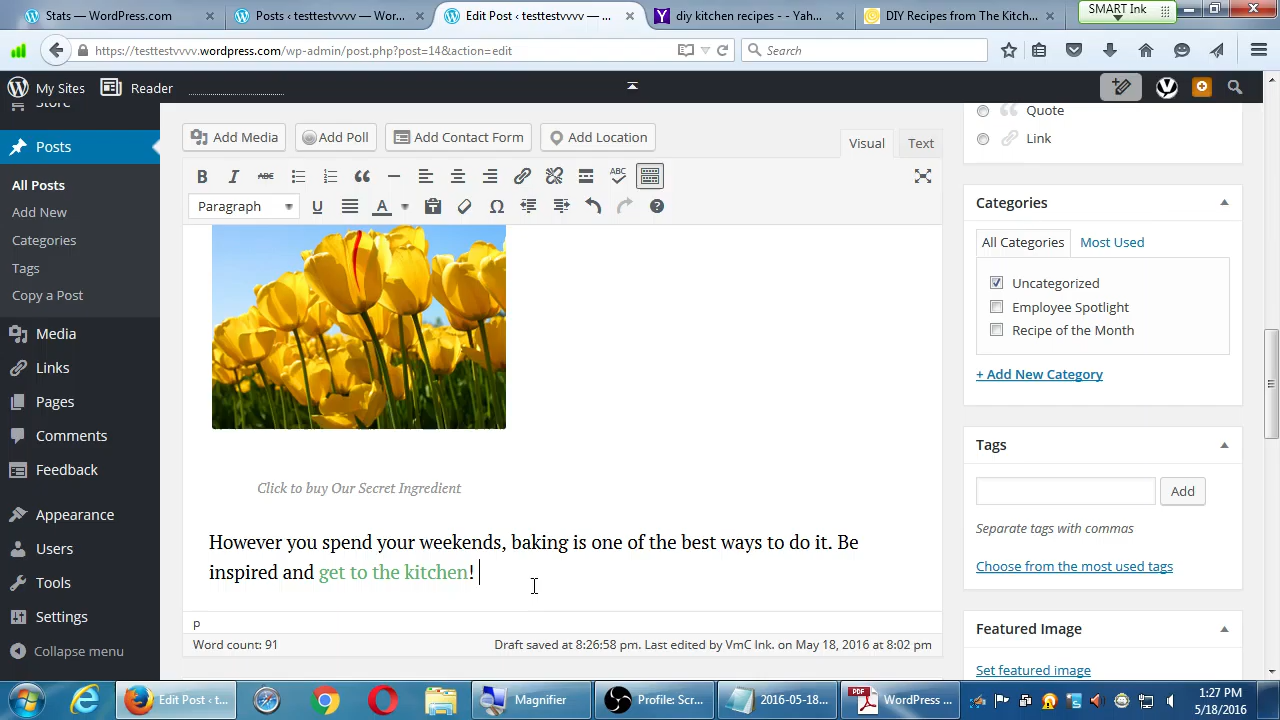 Stats — WordPress.com
Posts ‹ testtestvvvv — Wor...
Edit Post ‹ testtestvvvv — ...
diy kitchen recipes - - Yah...
DIY Recipes from The Kitch...
SMART Ink
https://testtestvvvv.wordpress.com/wp-admin/post.php?post=14&action=edit
Search
My Sites
Reader
Store
Posts
All Posts
Add New
Categories
Tags
Copy a Post
Media
Links
Pages
Comments
Feedback
Appearance
Users
Tools
Settings
Collapse menu
Add Media
Add Poll
Add Contact Form
Add Location
Visual
Text
B I ABC ABC
Paragraph
U A Ω
Click to buy Our Secret Ingredient
However you spend your weekends, baking is one of the best ways to do it. Be
inspired and get to the kitchen!
p
Word count: 91
Draft saved at 8:26:58 pm. Last edited by VmC Ink. on May 18, 2016 at 8:02 pm
Quote
Link
Categories
All Categories
Most Used
Uncategorized
Employee Spotlight
Recipe of the Month
+ Add New Category
Tags
Add
Separate tags with commas
Choose from the most used tags
Featured Image
Set featured image
Edit Post ‹ t...
Magnifier
Profile: Scr...
2016-05-18...
PDF
WordPress ...
1:27 PM
5/18/2016